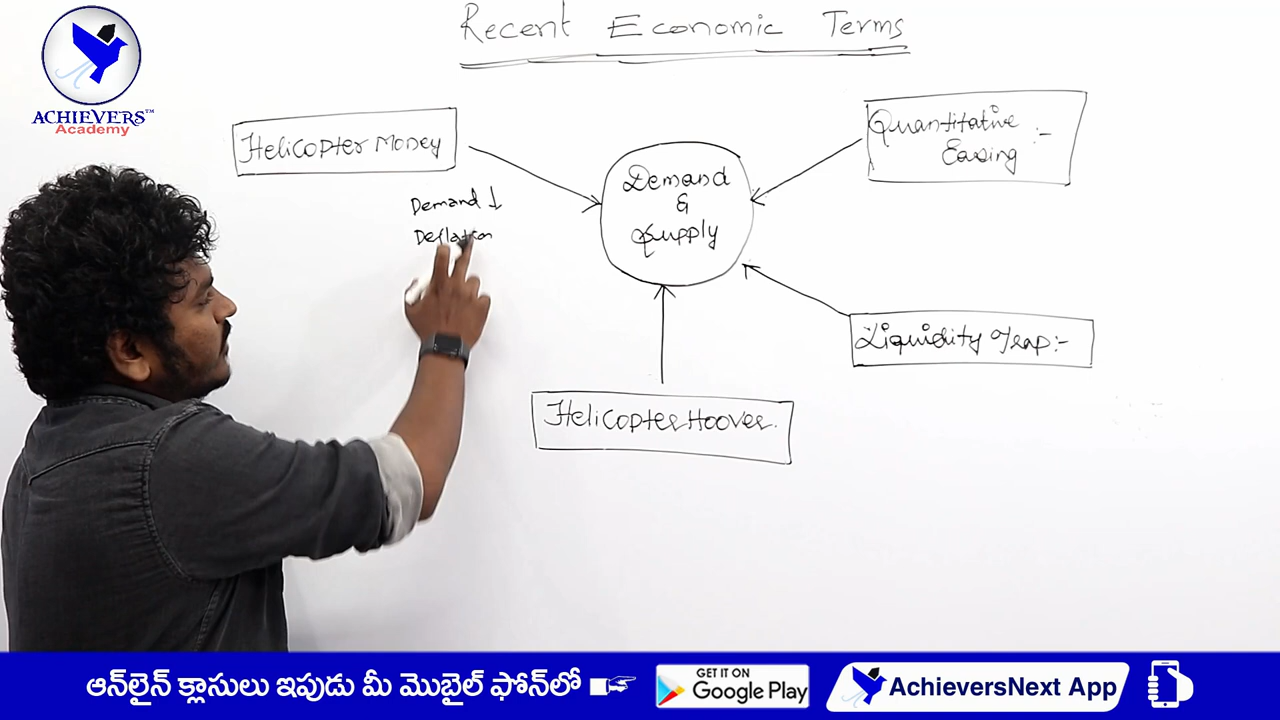 Recent Economic Terms
ACHIEVERS™
Academy
Helicopter Money
Demand ↓
Deflation
Demand
&
Supply
Quantitative :-
Easing
Liquidity Trap:-
Helicopter Hoover.
ఆన్‌లైన్ క్లాసులు ఇపుడు మీ మొబైల్ ఫోన్‌లో
GET IT ON
Google Play
AchieversNext App